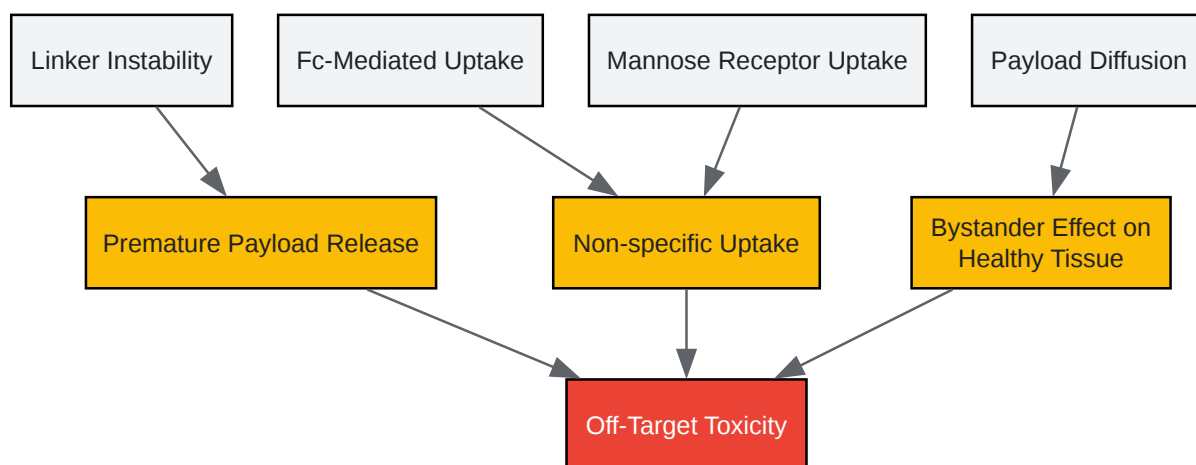 Linker Instability
Fc-Mediated Uptake
Mannose Receptor Uptake
Payload Diffusion
Premature Payload Release
Non-specific Uptake
Bystander Effect on
Healthy Tissue
Off-Target Toxicity